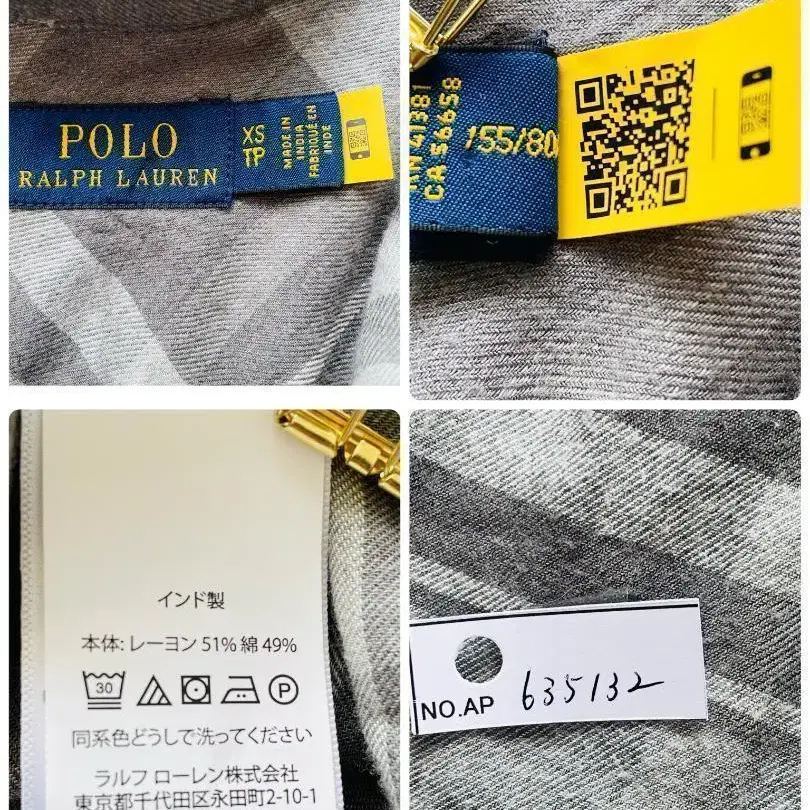 POLO
RALPH LAUREN
XS
TP
MADE IN
INDIA
FABRIQUÉ EN
INDE
41381
CA 56658
155/80
インド製
本体: レーヨン 51% 綿 49%
30
P
同系色どうしで洗ってください
ラルフ ローレン株式会社
東京都千代田区永田町2-10-1
NO.AP 635132